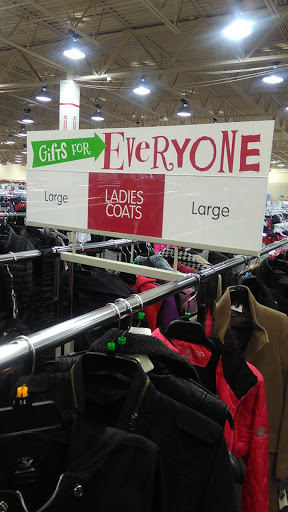 GIFTS FOR EVERYONE
Large
LADIES
COATS
Large